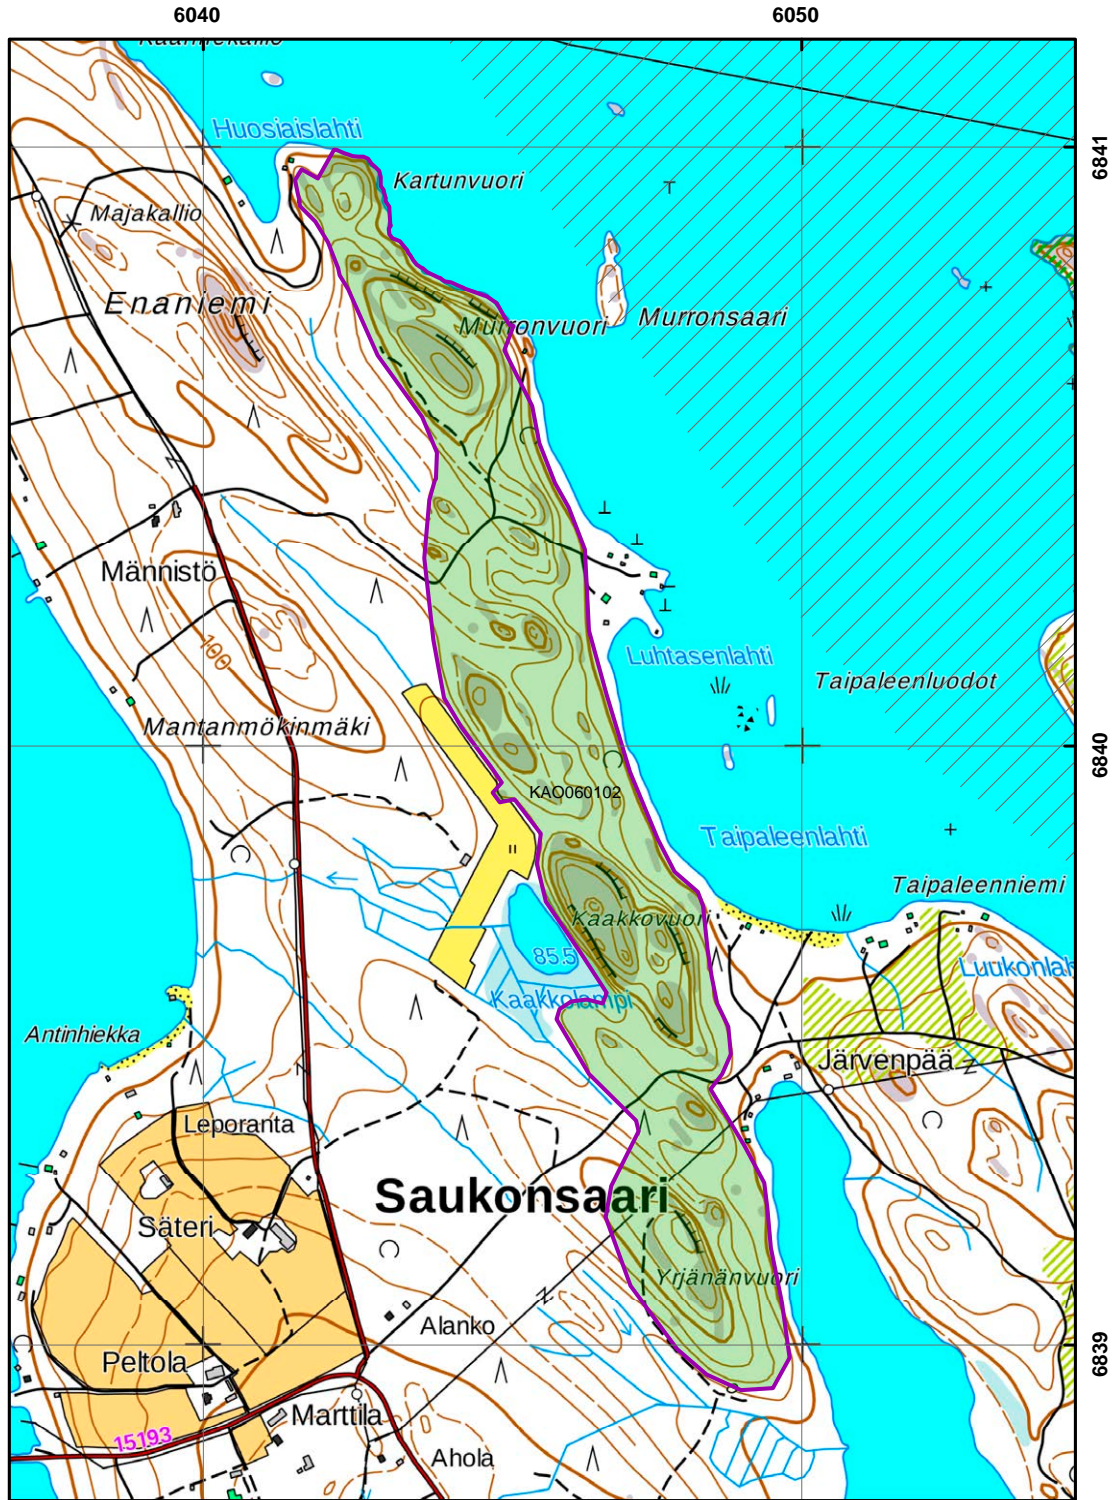 6040
6050
Huosiaislahti
6841
Kartunvuori
Majakallio
Enaniemi
Murronvuori
Murronsaari
Männistö
Luhtasenlahti
100
Taipaleenluodot
Mantanmökinmäki
6840
KAO060102
Taipaleenlahti
Taipaleenniemi
Kaakkovuori
85.5
Luukonlah
Kaakkolampi
Antinhiekka
Järvenpää
Leporanta
Saukonsaari
Säteri
Yrjänänvuori
Alanko
6839
Peltola
Marttila
15193
Ahola